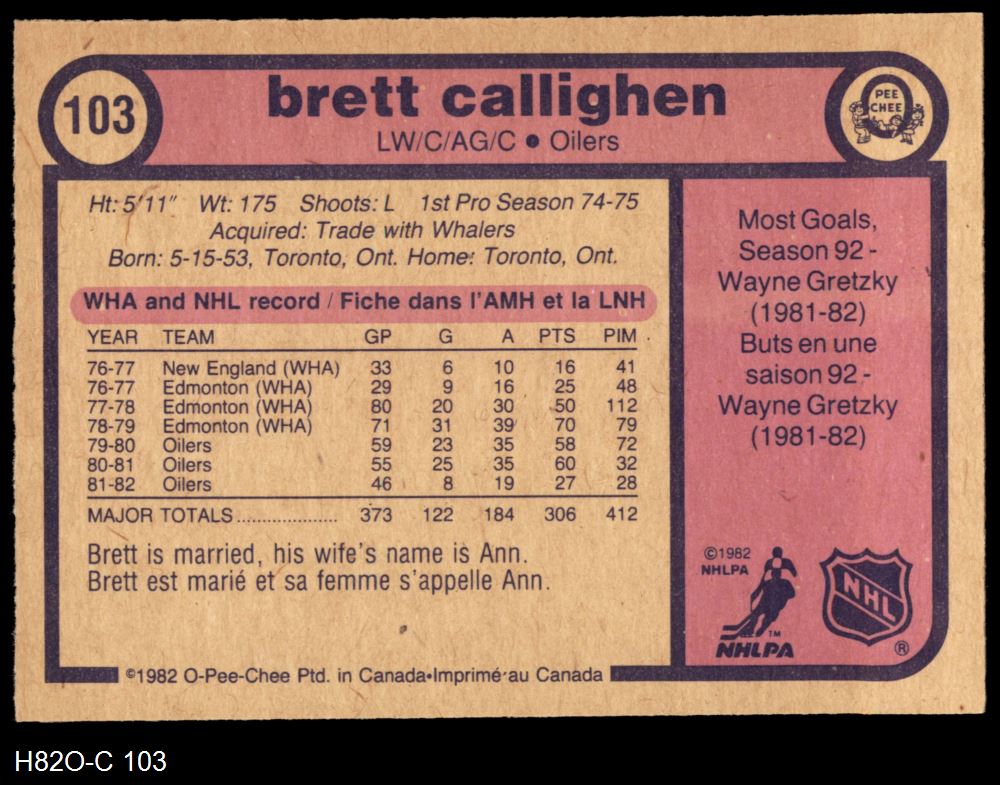 103
brett callighen
LW/C/AG/C • Oilers
O
PEE
CHEE
Ht: 5'11" Wt: 175 Shoots: L 1st Pro Season 74-75
Acquired: Trade with Whalers
Born: 5-15-53, Toronto, Ont. Home: Toronto, Ont.
WHA and NHL record / Fiche dans l'AMH et la LNH
YEAR TEAM GP G A PTS PIM
76-77 New England (WHA) 33 6 10 16 41
76-77 Edmonton (WHA) 29 9 16 25 48
77-78 Edmonton (WHA) 80 20 30 50 112
78-79 Edmonton (WHA) 71 31 39 70 79
79-80 Oilers 59 23 35 58 72
80-81 Oilers 55 25 35 60 32
81-82 Oilers 46 8 19 27 28
MAJOR TOTALS.................... 373 122 184 306 412
Brett is married, his wife's name is Ann.
Brett est marié et sa femme s'appelle Ann.
©1982 O-Pee-Chee Ptd. in Canada•Imprimé au Canada
Most Goals,
Season 92 -
Wayne Gretzky
(1981-82)
Buts en une
saison 92 -
Wayne Gretzky
(1981-82)
©1982
NHLPA
TM
NHLPA
NHL
®
H82O-C 103